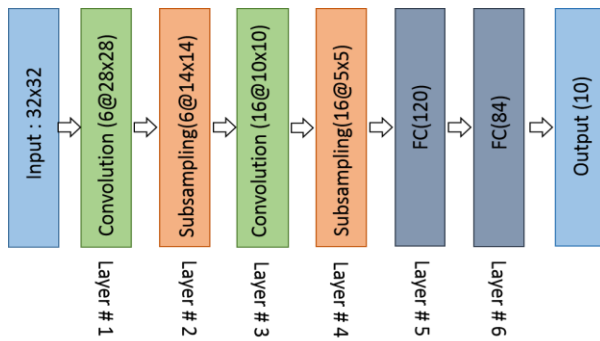 Input : 32x32
Convolution (6@28x28)
Subsampling(6@14x14)
Convolution (16@10x10)
Subsampling(16@5x5)
FC(120)
FC(84)
Output (10)
Layer # 1
Layer # 2
Layer # 3
Layer # 4
Layer # 5
Layer # 6